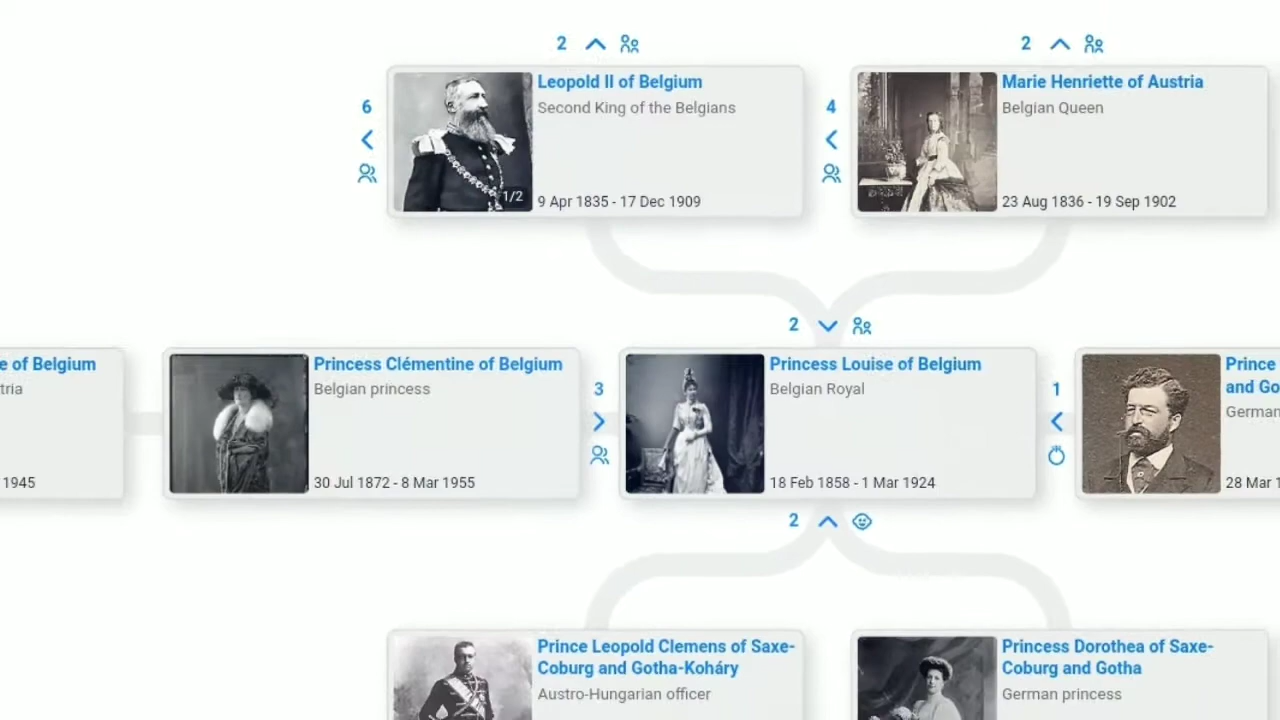 2
2
Leopold II of Belgium
Second King of the Belgians
6
1/2
9 Apr 1835 - 17 Dec 1909
Marie Henriette of Austria
Belgian Queen
4
23 Aug 1836 - 19 Sep 1902
2
e of Belgium
tria
1945
Princess Clémentine of Belgium
Belgian princess
30 Jul 1872 - 8 Mar 1955
3
Princess Louise of Belgium
Belgian Royal
18 Feb 1858 - 1 Mar 1924
1
Prince
and Go
German
28 Mar 1
2
Prince Leopold Clemens of Saxe-
Coburg and Gotha-Koháry
Austro-Hungarian officer
Princess Dorothea of Saxe-
Coburg and Gotha
German princess